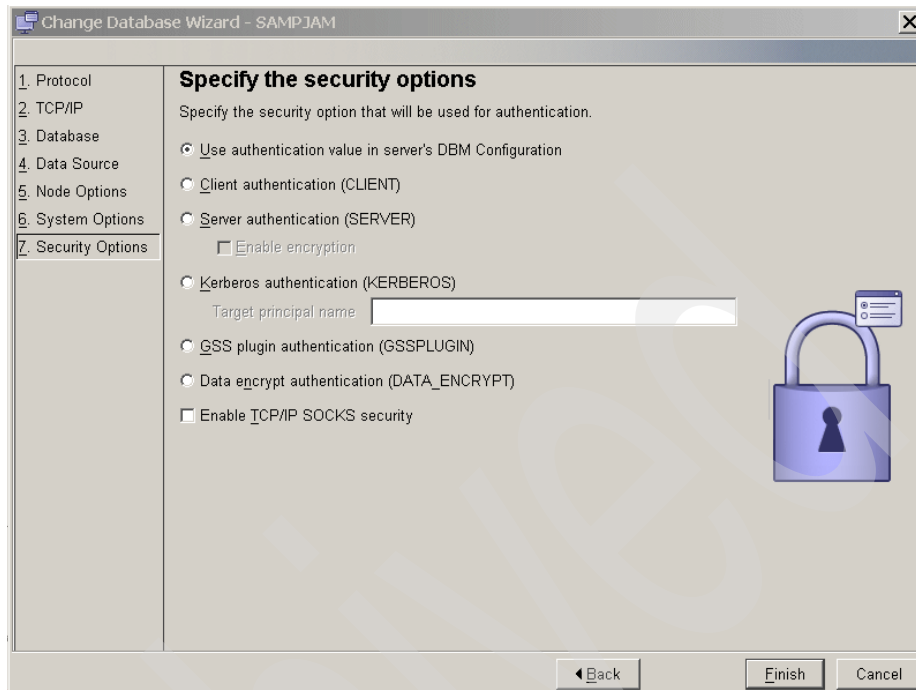 Change Database Wizard - SAMPJAM
1. Protocol
2. TCP/IP
3. Database
4. Data Source
5. Node Options
6. System Options
7. Security Options
Specify the security options
Specify the security option that will be used for authentication.
Use authentication value in server's DBM Configuration
Client authentication (CLIENT)
Server authentication (SERVER)
Enable encryption
Kerberos authentication (KERBEROS)
Target principal name
GSS plugin authentication (GSSPLUGIN)
Data encrypt authentication (DATA_ENCRYPT)
Enable TCP/IP SOCKS security
Back
Finish
Cancel